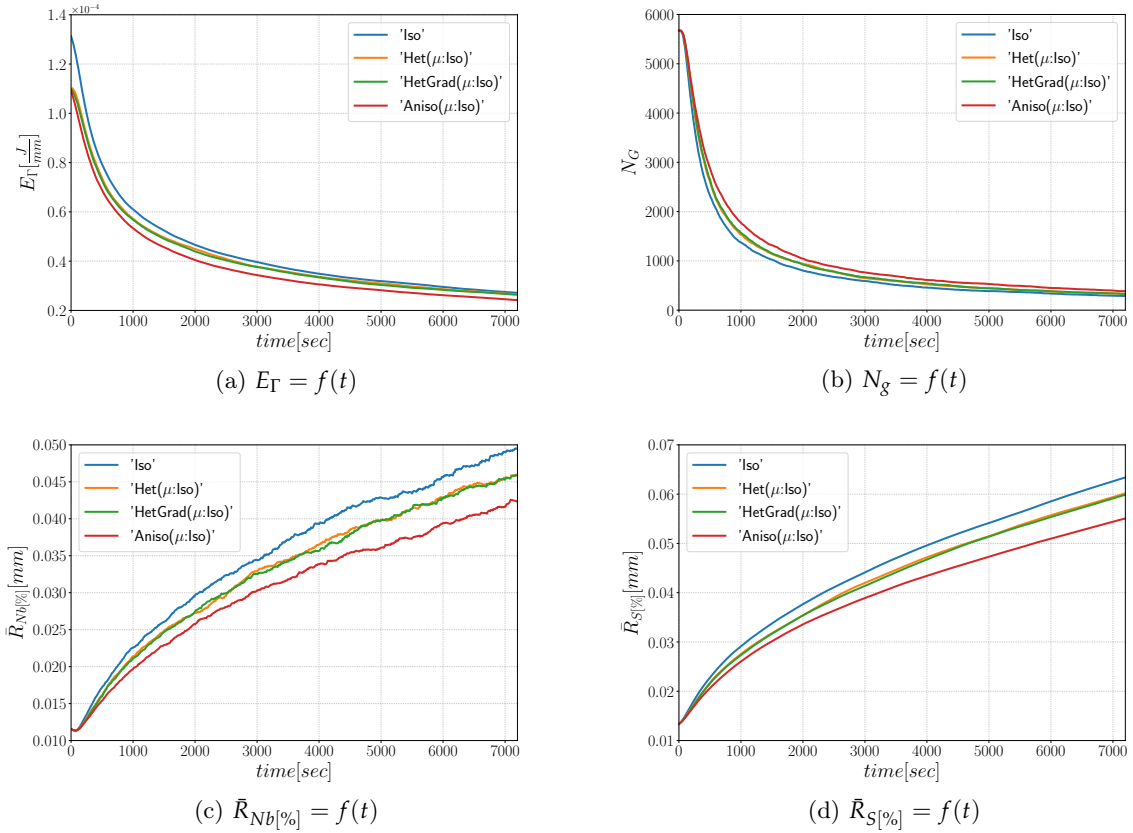 1e−4
1.4
1.2
1.0
0.8
0.6
0.4
0.2
E_Γ[J/mm]
0 1000 2000 3000 4000 5000 6000 7000
time[sec]
'Iso'
'Het(μ:Iso)'
'HetGrad(μ:Iso)'
'Aniso(μ:Iso)'
(a) E_Γ = f(t)
6000
5000
4000
3000
2000
1000
0
N_G
0 1000 2000 3000 4000 5000 6000 7000
time[sec]
'Iso'
'Het(μ:Iso)'
'HetGrad(μ:Iso)'
'Aniso(μ:Iso)'
(b) N_g = f(t)
0.050
0.045
0.040
0.035
0.030
0.025
0.020
0.015
0.010
R̄_Nb[%][mm]
0 1000 2000 3000 4000 5000 6000 7000
time[sec]
'Iso'
'Het(μ:Iso)'
'HetGrad(μ:Iso)'
'Aniso(μ:Iso)'
(c) R̄_Nb[%] = f(t)
0.07
0.06
0.05
0.04
0.03
0.02
0.01
R̄_S[%][mm]
0 1000 2000 3000 4000 5000 6000 7000
time[sec]
'Iso'
'Het(μ:Iso)'
'HetGrad(μ:Iso)'
'Aniso(μ:Iso)'
(d) R̄_S[%] = f(t)